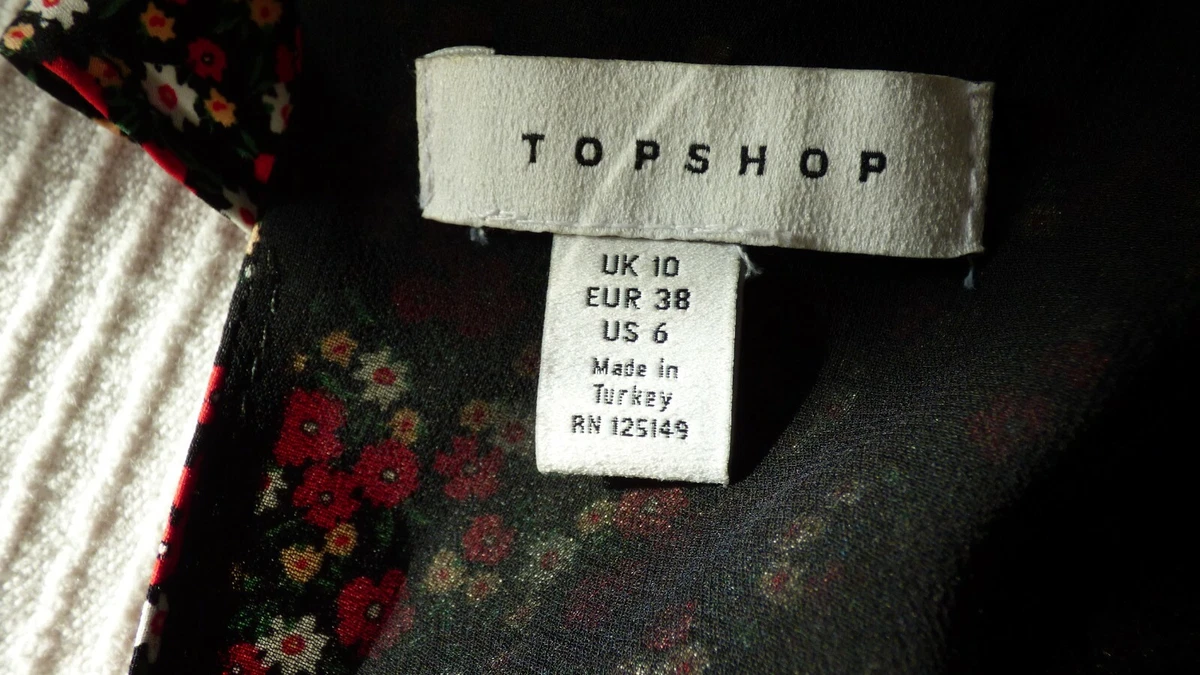 TOPSHOP
UK 10
EUR 38
US 6
Made in
Turkey
RN 125149